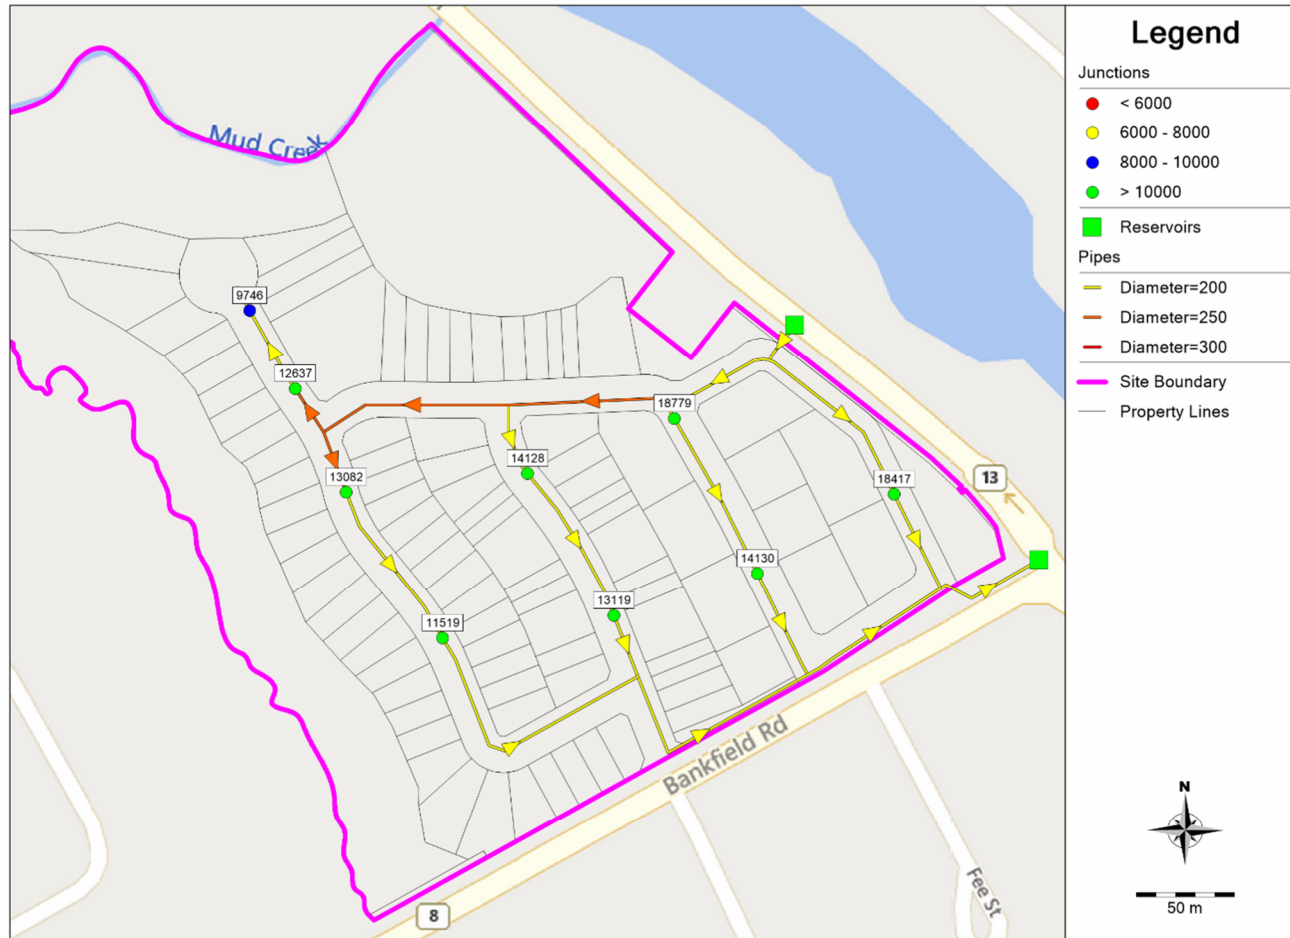 Legend
Junctions
< 6000
6000 - 8000
8000 - 10000
> 10000
Reservoirs
Pipes
Diameter=200
Diameter=250
Diameter=300
Site Boundary
Property Lines
Mud Creek
9746
12637
18779
13082
14128
18417
13
14130
13119
11519
Bankfield Rd
8
Fee St
N
50 m